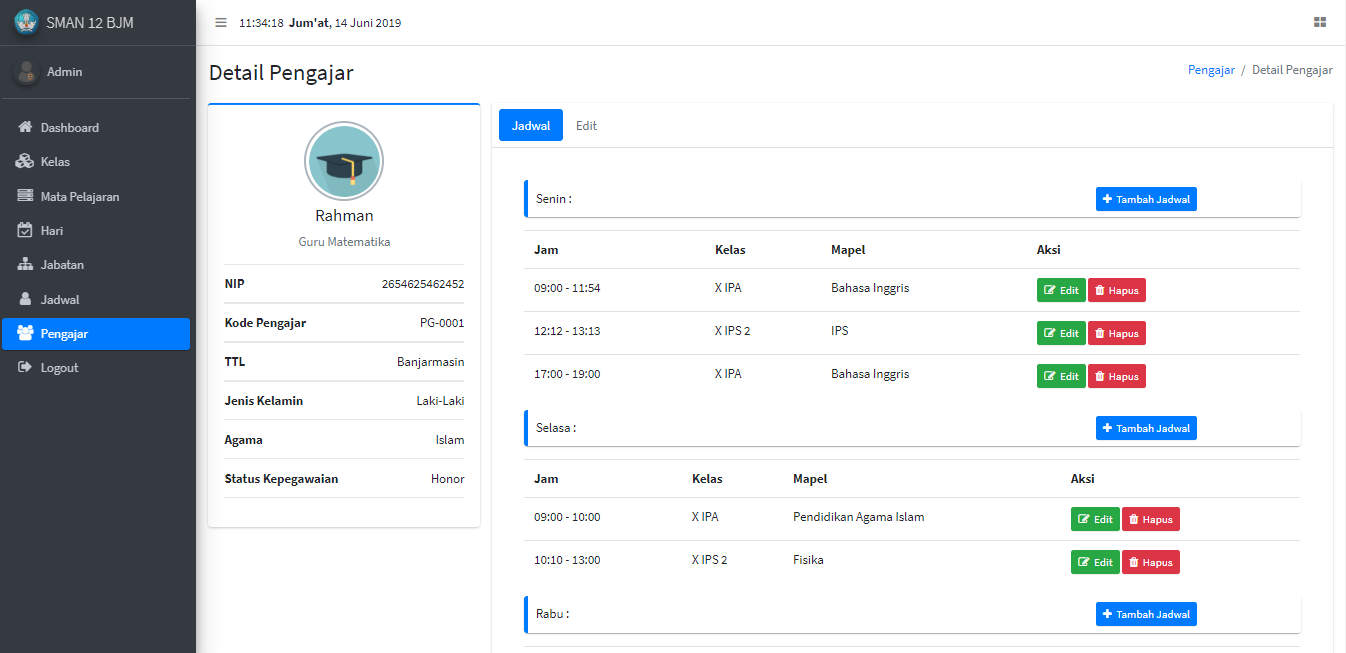 SMAN 12 BJM
Admin
Dashboard
Kelas
Mata Pelajaran
Hari
Jabatan
Jadwal
Pengajar
Logout
11:34:18 Jum'at, 14 Juni 2019
Detail Pengajar
Pengajar / Detail Pengajar
Rahman
Guru Matematika
NIP 2654625462452
Kode Pengajar PG-0001
TTL Banjarmasin
Jenis Kelamin Laki-Laki
Agama Islam
Status Kepegawaian Honor
Jadwal Edit
Senin : Tambah Jadwal
Jam Kelas Mapel Aksi
09:00 - 11:54 X IPA Bahasa Inggris Edit Hapus
12:12 - 13:13 X IPS 2 IPS Edit Hapus
17:00 - 19:00 X IPA Bahasa Inggris Edit Hapus
Selasa : Tambah Jadwal
Jam Kelas Mapel Aksi
09:00 - 10:00 X IPA Pendidikan Agama Islam Edit Hapus
10:10 - 13:00 X IPS 2 Fisika Edit Hapus
Rabu : Tambah Jadwal